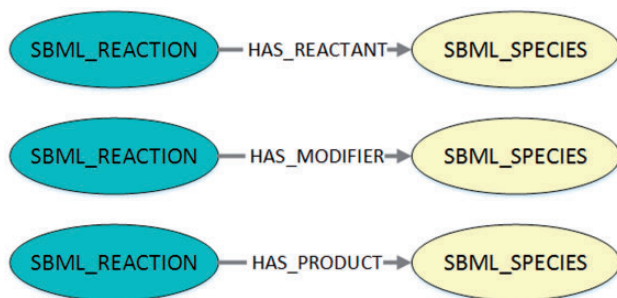 SBML_REACTION HAS_REACTANT SBML_SPECIES
SBML_REACTION HAS_MODIFIER SBML_SPECIES
SBML_REACTION HAS_PRODUCT SBML_SPECIES